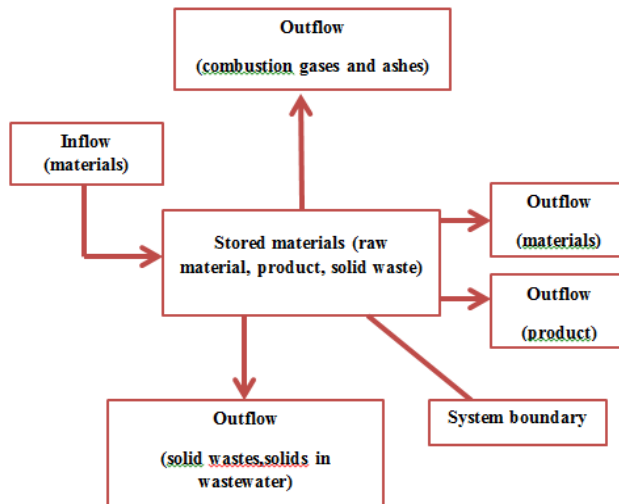 Outflow
(combustion gases and ashes)
Inflow
(materials)
Stored materials (raw
material, product, solid waste)
Outflow
(materials)
Outflow
(product)
Outflow
(solid wastes,solids in
wastewater)
System boundary